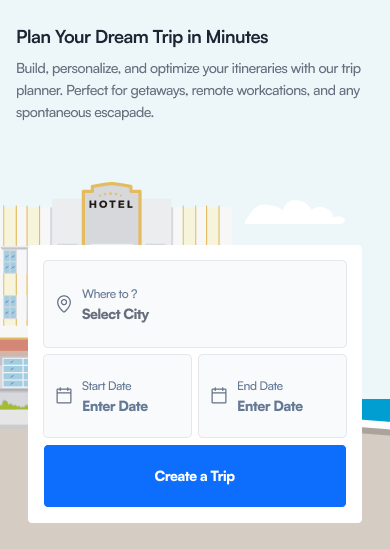 Plan Your Dream Trip in Minutes
Build, personalize, and optimize your itineraries with our trip
planner. Perfect for getaways, remote workcations, and any
spontaneous escapade.
HOTEL
Where to ?
Select City
Start Date
Enter Date
End Date
Enter Date
Create a Trip